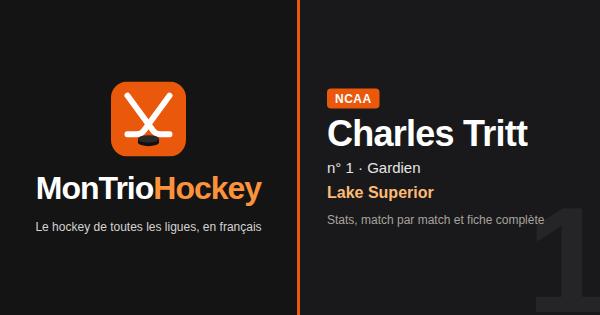 MonTrioHockey
Le hockey de toutes les ligues, en français
NCAA
Charles Tritt
n° 1 · Gardien
Lake Superior
Stats, match par match et fiche complète
1